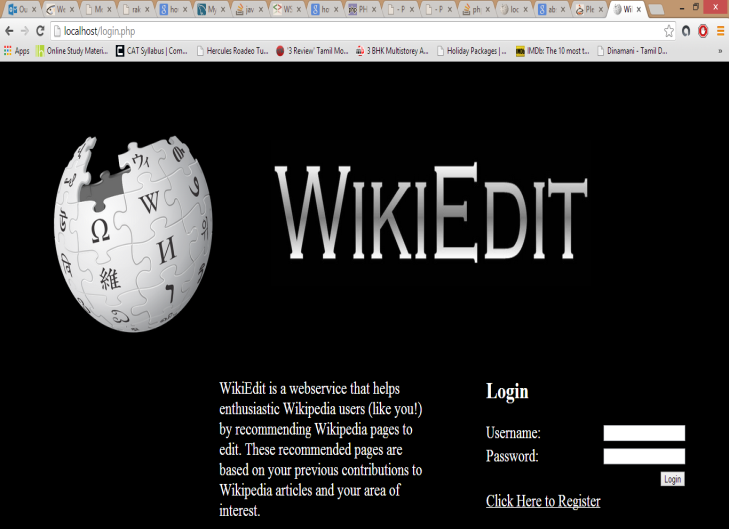 Ou
We
Mi
rak
ho
My
jav
WS
ho
PH
- P
- P
ph
loc
ab
Ple
Wi
localhost/login.php
Apps
Online Study Materi...
CAT Syllabus | Com...
Hercules Roadeo Tu...
'3 Review' Tamil Mo...
3 BHK Multistorey A...
Holiday Packages | ...
IMDb: The 10 most t...
Dinamani - Tamil D...
WIKIEDIT
ウィ
Ω
W
И
維
WikiEdit is a webservice that helps
enthusiastic Wikipedia users (like you!)
by recommending Wikipedia pages to
edit. These recommended pages are
based on your previous contributions to
Wikipedia articles and your area of
interest.
Login
Username:
Password:
Login
Click Here to Register